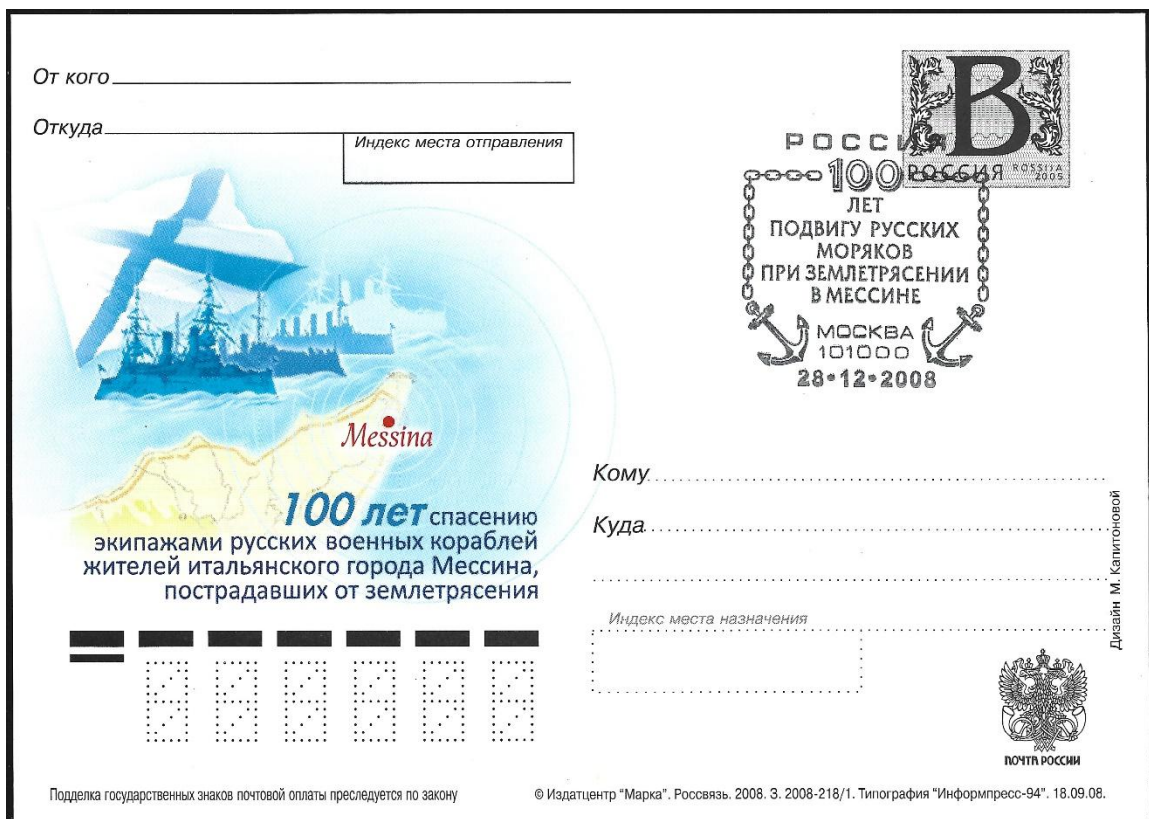 От кого
Откуда
Индекс места отправления
В
РОССИЯ
ROSSIIA
2005
РОССИЯ
100
ЛЕТ
ПОДВИГУ РУССКИХ
МОРЯКОВ
ПРИ ЗЕМЛЕТРЯСЕНИИ
В МЕССИНЕ
МОСКВА
101000
28•12•2008
Messina
100 лет спасению
экипажами русских военных кораблей
жителей итальянского города Мессина,
пострадавших от землетрясения
Кому
Куда
Индекс места назначения
Дизайн М. Капитоновой
ПОЧТА РОССИИ
Подделка государственных знаков почтовой оплаты преследуется по закону
© Издатцентр "Марка". Россвязь. 2008. З. 2008-218/1. Типография "Информпресс-94". 18.09.08.